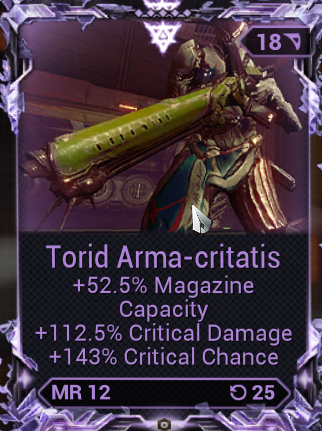 18
Torid Arma-critatis
+52.5% Magazine
Capacity
+112.5% Critical Damage
+143% Critical Chance
MR 12 25